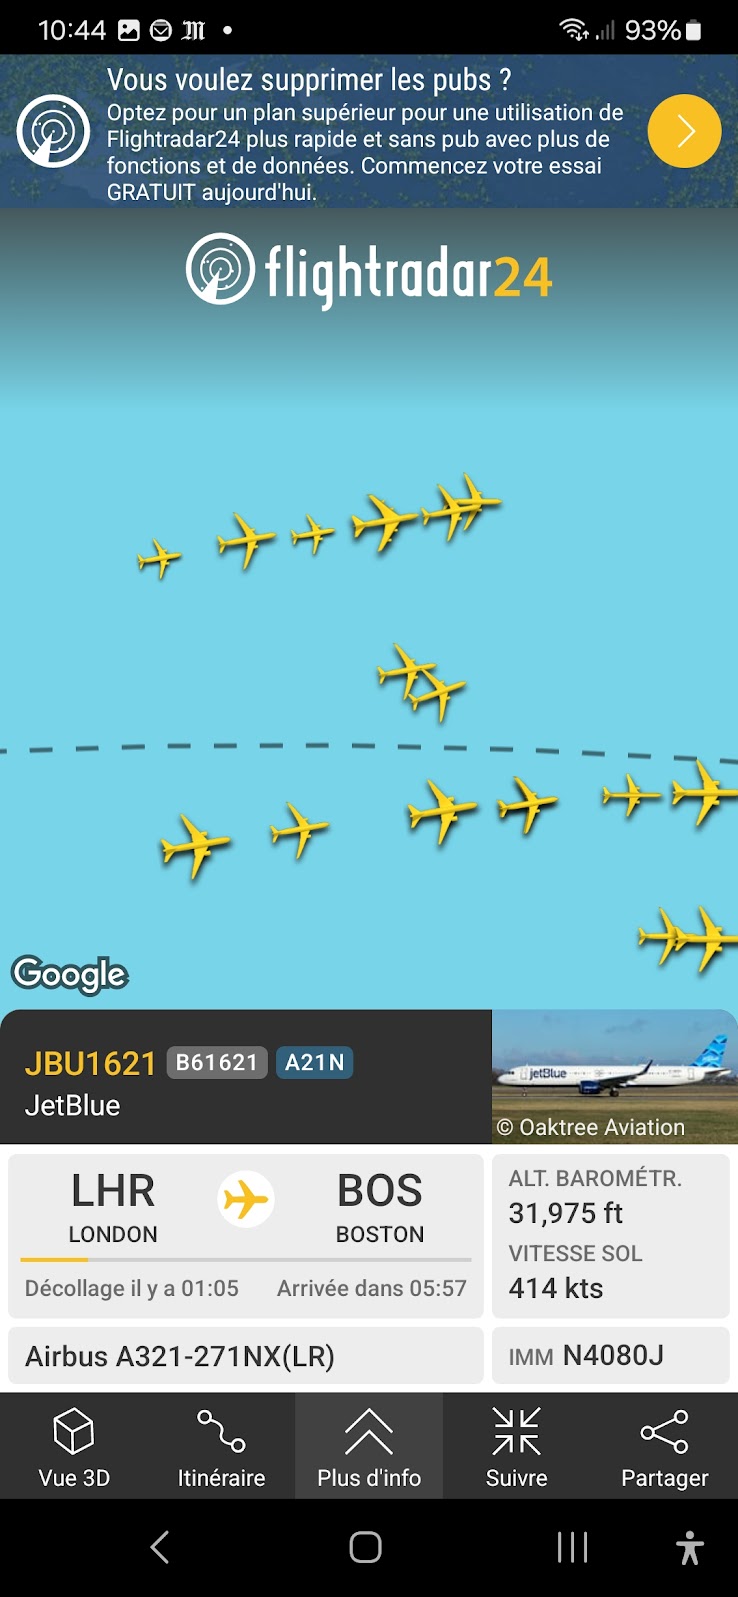 10:44
93%
Vous voulez supprimer les pubs ?
Optez pour un plan supérieur pour une utilisation de
Flightradar24 plus rapide et sans pub avec plus de
fonctions et de données. Commencez votre essai
GRATUIT aujourd'hui.
flightradar24
Google
JBU1621 B61621 A21N
JetBlue
jetBlue
© Oaktree Aviation
LHR
LONDON
BOS
BOSTON
Décollage il y a 01:05
Arrivée dans 05:57
ALT. BAROMÉTR.
31,975 ft
VITESSE SOL
414 kts
Airbus A321-271NX(LR)
IMM N4080J
Vue 3D
Itinéraire
Plus d'info
Suivre
Partager